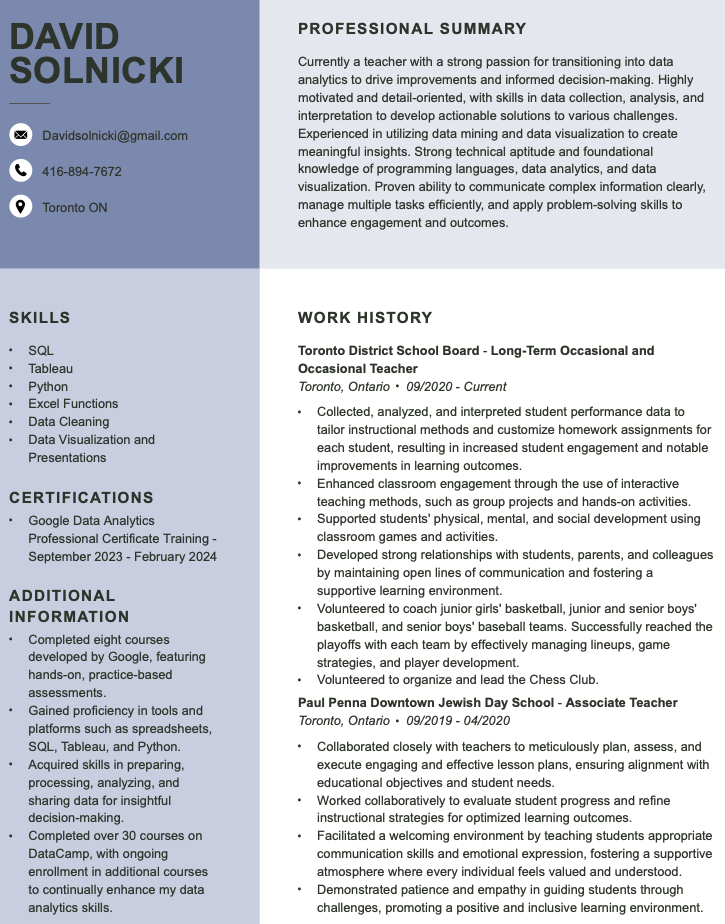 DAVID
SOLNICKI
Davidsolnicki@gmail.com
416-894-7672
Toronto ON
PROFESSIONAL SUMMARY
Currently a teacher with a strong passion for transitioning into data
analytics to drive improvements and informed decision-making. Highly
motivated and detail-oriented, with skills in data collection, analysis, and
interpretation to develop actionable solutions to various challenges.
Experienced in utilizing data mining and data visualization to create
meaningful insights. Strong technical aptitude and foundational
knowledge of programming languages, data analytics, and data
visualization. Proven ability to communicate complex information clearly,
manage multiple tasks efficiently, and apply problem-solving skills to
enhance engagement and outcomes.
SKILLS
• SQL
• Tableau
• Python
• Excel Functions
• Data Cleaning
• Data Visualization and
Presentations
CERTIFICATIONS
• Google Data Analytics
Professional Certificate Training -
September 2023 - February 2024
ADDITIONAL
INFORMATION
• Completed eight courses
developed by Google, featuring
hands-on, practice-based
assessments.
• Gained proficiency in tools and
platforms such as spreadsheets,
SQL, Tableau, and Python.
• Acquired skills in preparing,
processing, analyzing, and
sharing data for insightful
decision-making.
• Completed over 30 courses on
DataCamp, with ongoing
enrollment in additional courses
to continually enhance my data
analytics skills.
WORK HISTORY
Toronto District School Board - Long-Term Occasional and
Occasional Teacher
Toronto, Ontario • 09/2020 - Current
• Collected, analyzed, and interpreted student performance data to
tailor instructional methods and customize homework assignments for
each student, resulting in increased student engagement and notable
improvements in learning outcomes.
• Enhanced classroom engagement through the use of interactive
teaching methods, such as group projects and hands-on activities.
• Supported students' physical, mental, and social development using
classroom games and activities.
• Developed strong relationships with students, parents, and colleagues
by maintaining open lines of communication and fostering a
supportive learning environment.
• Volunteered to coach junior girls' basketball, junior and senior boys'
basketball, and senior boys' baseball teams. Successfully reached the
playoffs with each team by effectively managing lineups, game
strategies, and player development.
• Volunteered to organize and lead the Chess Club.
Paul Penna Downtown Jewish Day School - Associate Teacher
Toronto, Ontario • 09/2019 - 04/2020
• Collaborated closely with teachers to meticulously plan, assess, and
execute engaging and effective lesson plans, ensuring alignment with
educational objectives and student needs.
• Worked collaboratively to evaluate student progress and refine
instructional strategies for optimized learning outcomes.
• Facilitated a welcoming environment by teaching students appropriate
communication skills and emotional expression, fostering a supportive
atmosphere where every individual feels valued and understood.
• Demonstrated patience and empathy in guiding students through
challenges, promoting a positive and inclusive learning environment.